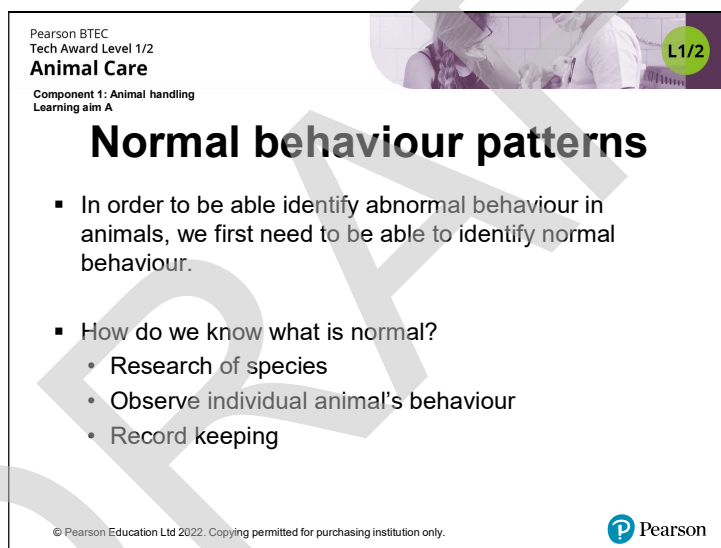 Pearson BTEC
Tech Award Level 1/2
Animal Care
L1/2
Component 1: Animal handling
Learning aim A
Normal behaviour patterns
▪ In order to be able identify abnormal behaviour in
animals, we first need to be able to identify normal
behaviour.
▪ How do we know what is normal?
• Research of species
• Observe individual animal's behaviour
• Record keeping
© Pearson Education Ltd 2022. Copying permitted for purchasing institution only.
P Pearson
DRAFT